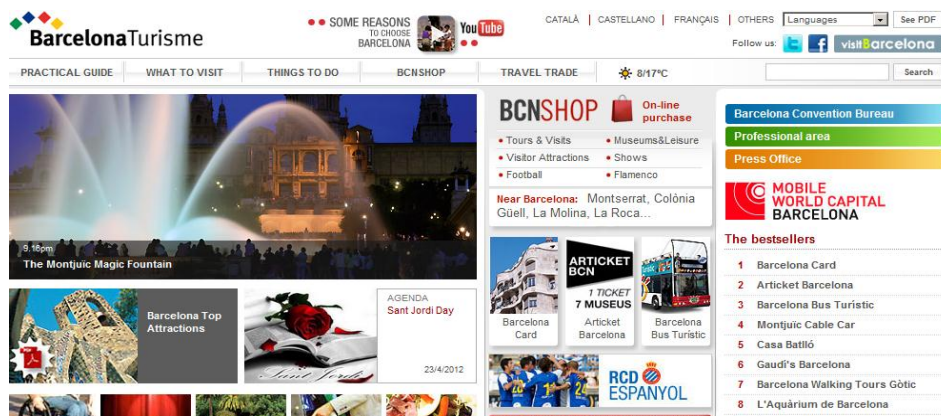 BarcelonaTurisme
SOME REASONS
TO CHOOSE
BARCELONA
YouTube
CATALÀ | CASTELLANO | FRANÇAIS | OTHERS
Languages
See PDF
Follow us:
visitBarcelona
PRACTICAL GUIDE
WHAT TO VISIT
THINGS TO DO
BCNSHOP
TRAVEL TRADE
8/17ºC
Search
9.16pm
The Montjuïc Magic Fountain
Barcelona Top
Attractions
AGENDA
Sant Jordi Day
23/4/2012
Sant Jordi
BCNSHOP
On-line
purchase
• Tours & Visits
• Museums&Leisure
• Visitor Attractions
• Shows
• Football
• Flamenco
Near Barcelona: Montserrat, Colònia
Güell, La Molina, La Roca...
ARTICKET
BCN
1 TICKET
7 MUSEUS
Barcelona
Card
Articket
Barcelona
Barcelona
Bus Turístic
RCD
ESPANYOL
Barcelona Convention Bureau
Professional area
Press Office
MOBILE
WORLD CAPITAL
BARCELONA
The bestsellers
1 Barcelona Card
2 Articket Barcelona
3 Barcelona Bus Turístic
4 Montjuïc Cable Car
5 Casa Batlló
6 Gaudí's Barcelona
7 Barcelona Walking Tours Gòtic
8 L'Aquàrium de Barcelona